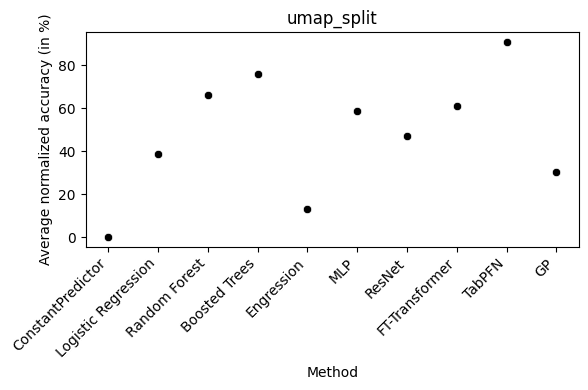 umap_split
Average normalized accuracy (in %)
80
60
40
20
0
ConstantPredictor
Logistic Regression
Random Forest
Boosted Trees
Engression
MLP
ResNet
FT-Transformer
TabPFN
GP
Method